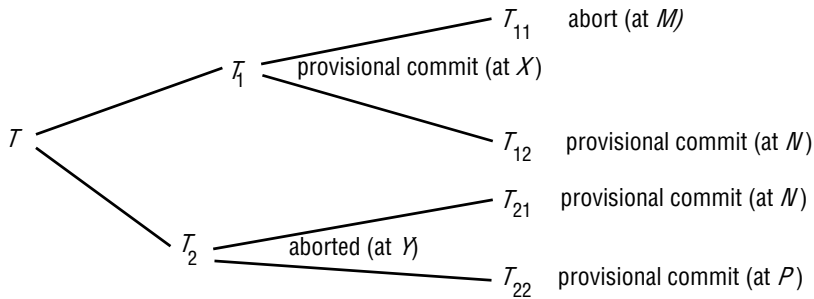 T₁₁ abort (at M)
T₁ provisional commit (at X)
T
T₁₂ provisional commit (at N)
T₂₁ provisional commit (at N)
T₂ aborted (at Y)
T₂₂ provisional commit (at P)